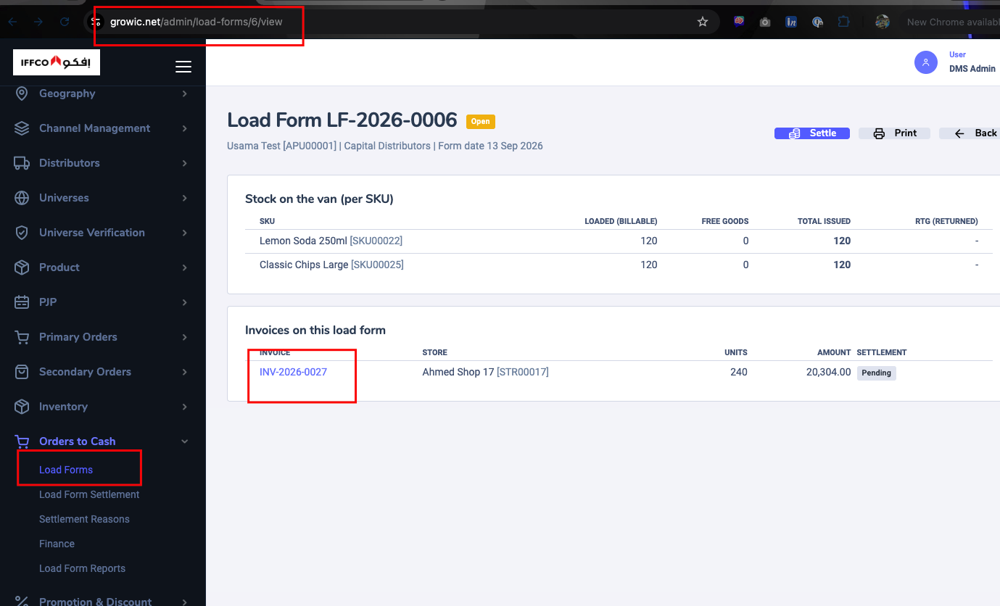 growic.net/admin/load-forms/6/view
New Chrome availabl
IFFCO إفكو
User
DMS Admin
Geography
Channel Management
Distributors
Universes
Universe Verification
Product
PJP
Primary Orders
Secondary Orders
Inventory
Orders to Cash
Load Forms
Load Form Settlement
Settlement Reasons
Finance
Load Form Reports
Promotion & Discount
Load Form LF-2026-0006 Open
Usama Test [APU00001] | Capital Distributors | Form date 13 Sep 2026
Settle Print Back
Stock on the van (per SKU)
SKU LOADED (BILLABLE) FREE GOODS TOTAL ISSUED RTG (RETURNED)
Lemon Soda 250ml [SKU00022] 120 0 120 -
Classic Chips Large [SKU00025] 120 0 120 -
Invoices on this load form
INVOICE STORE UNITS AMOUNT SETTLEMENT
INV-2026-0027 Ahmed Shop 17 [STR00017] 240 20,304.00 Pending